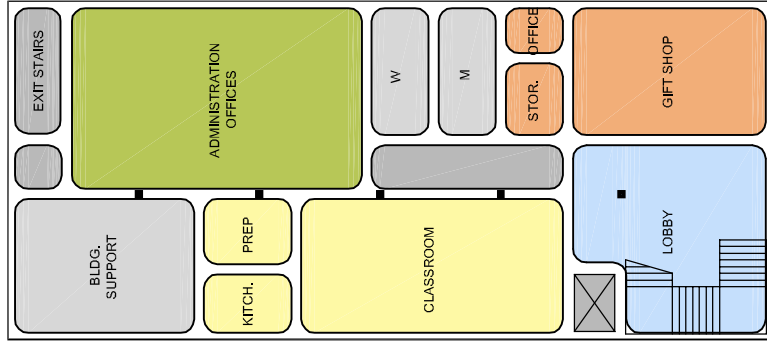 EXIT STAIRS
ADMINISTRATION
OFFICES
W
M
OFFICE
STOR.
GIFT SHOP
BLDG.
SUPPORT
PREP
KITCH.
CLASSROOM
LOBBY